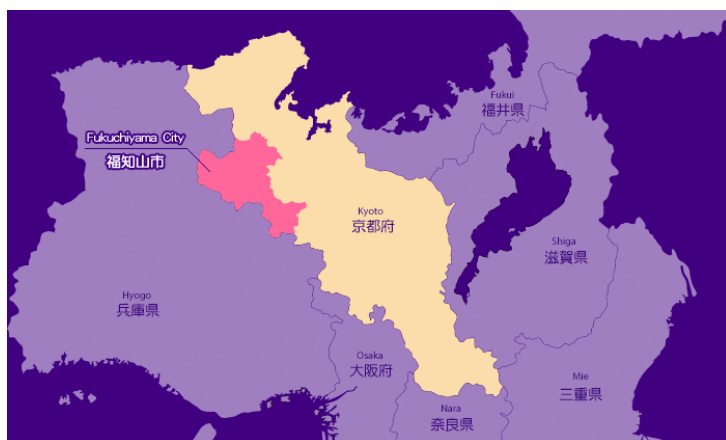 Fukui
福井県
Fukuchiyama City
福知山市
Kyoto
京都府
Shiga
滋賀県
Hyogo
兵庫県
Osaka
大阪府
Mie
三重県
Nara
奈良県